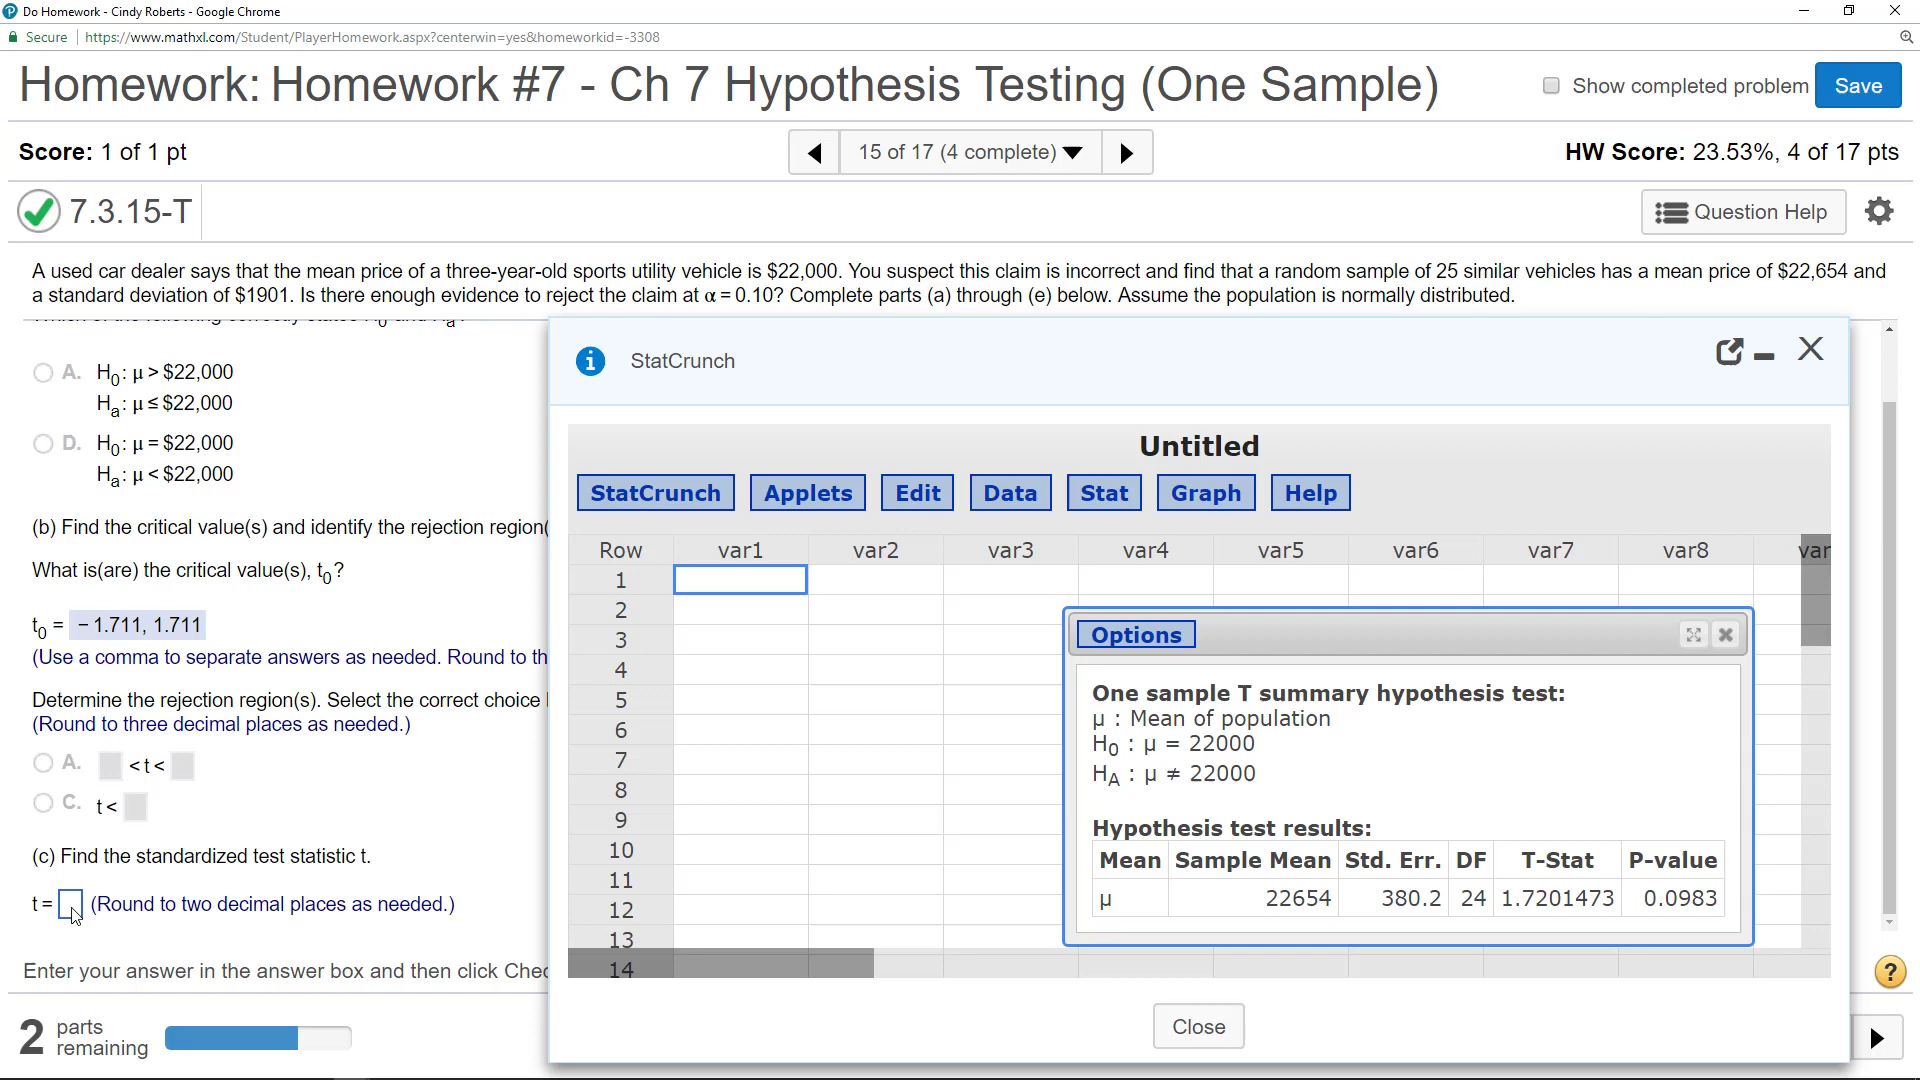 Do Homework - Cindy Roberts - Google Chrome
Secure | https://www.mathxl.com/Student/PlayerHomework.aspx?centerwin=yes&homeworkid=-3308
Homework: Homework #7 - Ch 7 Hypothesis Testing (One Sample)
Show completed problem
Save
Score: 1 of 1 pt
15 of 17 (4 complete)
HW Score: 23.53%, 4 of 17 pts
7.3.15-T
Question Help
A used car dealer says that the mean price of a three-year-old sports utility vehicle is $22,000. You suspect this claim is incorrect and find that a random sample of 25 similar vehicles has a mean price of $22,654 and
a standard deviation of $1901. Is there enough evidence to reject the claim at α = 0.10? Complete parts (a) through (e) below. Assume the population is normally distributed.
A. H0: μ > $22,000
Ha: μ ≤ $22,000
D. H0: μ = $22,000
Ha: μ < $22,000
(b) Find the critical value(s) and identify the rejection region(
What is(are) the critical value(s), t0?
t0 = − 1.711, 1.711
(Use a comma to separate answers as needed. Round to th
Determine the rejection region(s). Select the correct choice
(Round to three decimal places as needed.)
A. < t <
C. t <
(c) Find the standardized test statistic t.
t = (Round to two decimal places as needed.)
Enter your answer in the answer box and then click Chec
2 parts remaining
StatCrunch
Untitled
StatCrunch Applets Edit Data Stat Graph Help
Row var1 var2 var3 var4 var5 var6 var7 var8 var
1
2
3
4
5
6
7
8
9
10
11
12
13
14
Options
One sample T summary hypothesis test:
μ : Mean of population
H0 : μ = 22000
HA : μ ≠ 22000
Hypothesis test results:
Mean Sample Mean Std. Err. DF T-Stat P-value
μ 22654 380.2 24 1.7201473 0.0983
Close
?